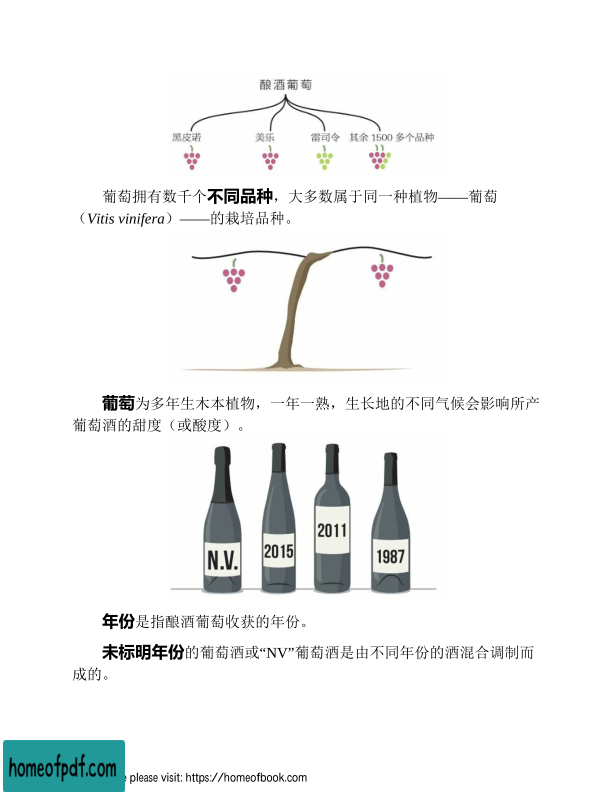 酿酒葡萄
黑皮诺 美乐 雷司令 其余 1500 多个品种
葡萄拥有数千个不同品种，大多数属于同一种植物——葡萄
（Vitis vinifera）——的栽培品种。
葡萄为多年生木本植物，一年一熟，生长地的不同气候会影响所产
葡萄酒的甜度（或酸度）。
N.V. 2015 2011 1987
年份是指酿酒葡萄收获的年份。
未标明年份的葡萄酒或“NV”葡萄酒是由不同年份的酒混合调制而
成的。
homeofpdf.com
e please visit: https://homeofbook.com